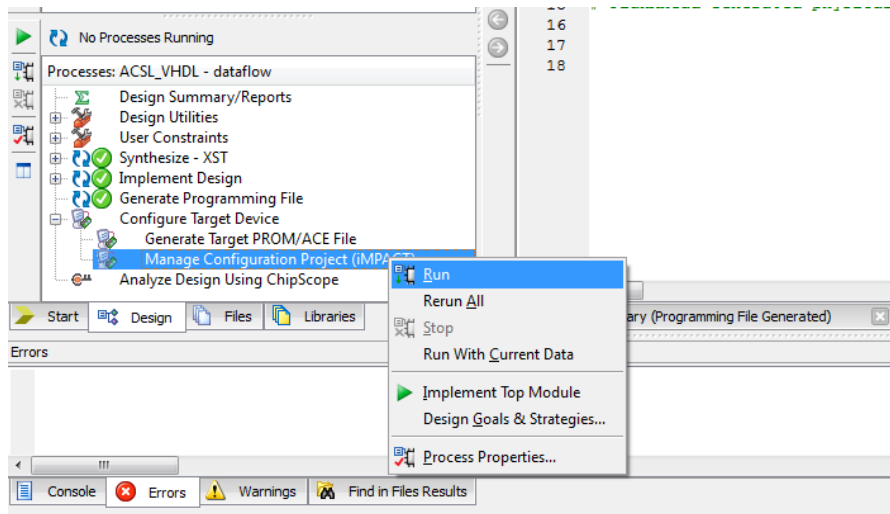 16
17
18
No Processes Running
Processes: ACSL_VHDL - dataflow
Design Summary/Reports
Design Utilities
User Constraints
Synthesize - XST
Implement Design
Generate Programming File
Configure Target Device
Generate Target PROM/ACE File
Manage Configuration Project (iMPACT)
Analyze Design Using ChipScope
Run
Rerun All
Stop
Run With Current Data
Implement Top Module
Design Goals & Strategies...
Process Properties...
Start Design Files Libraries
ary (Programming File Generated)
Errors
Console Errors Warnings Find in Files Results